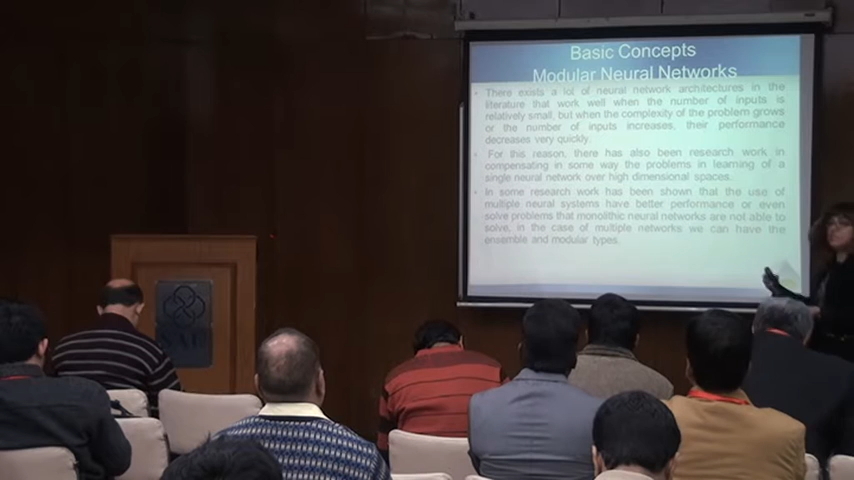 Basic Concepts
Modular Neural Networks
• There exists a lot of neural network architectures in the
literature that work well when the number of inputs is
relatively small, but when the complexity of the problem grows
or the number of inputs increases, their performance
decreases very quickly.
• For this reason, there has also been research work in
compensating in some way the problems in learning of a
single neural network over high dimensional spaces.
• In some research work has been shown that the use of
multiple neural systems have better performance or even
solve problems that monolithic neural networks are not able to
solve, in the case of multiple networks we can have the
ensemble and modular types.
SAU